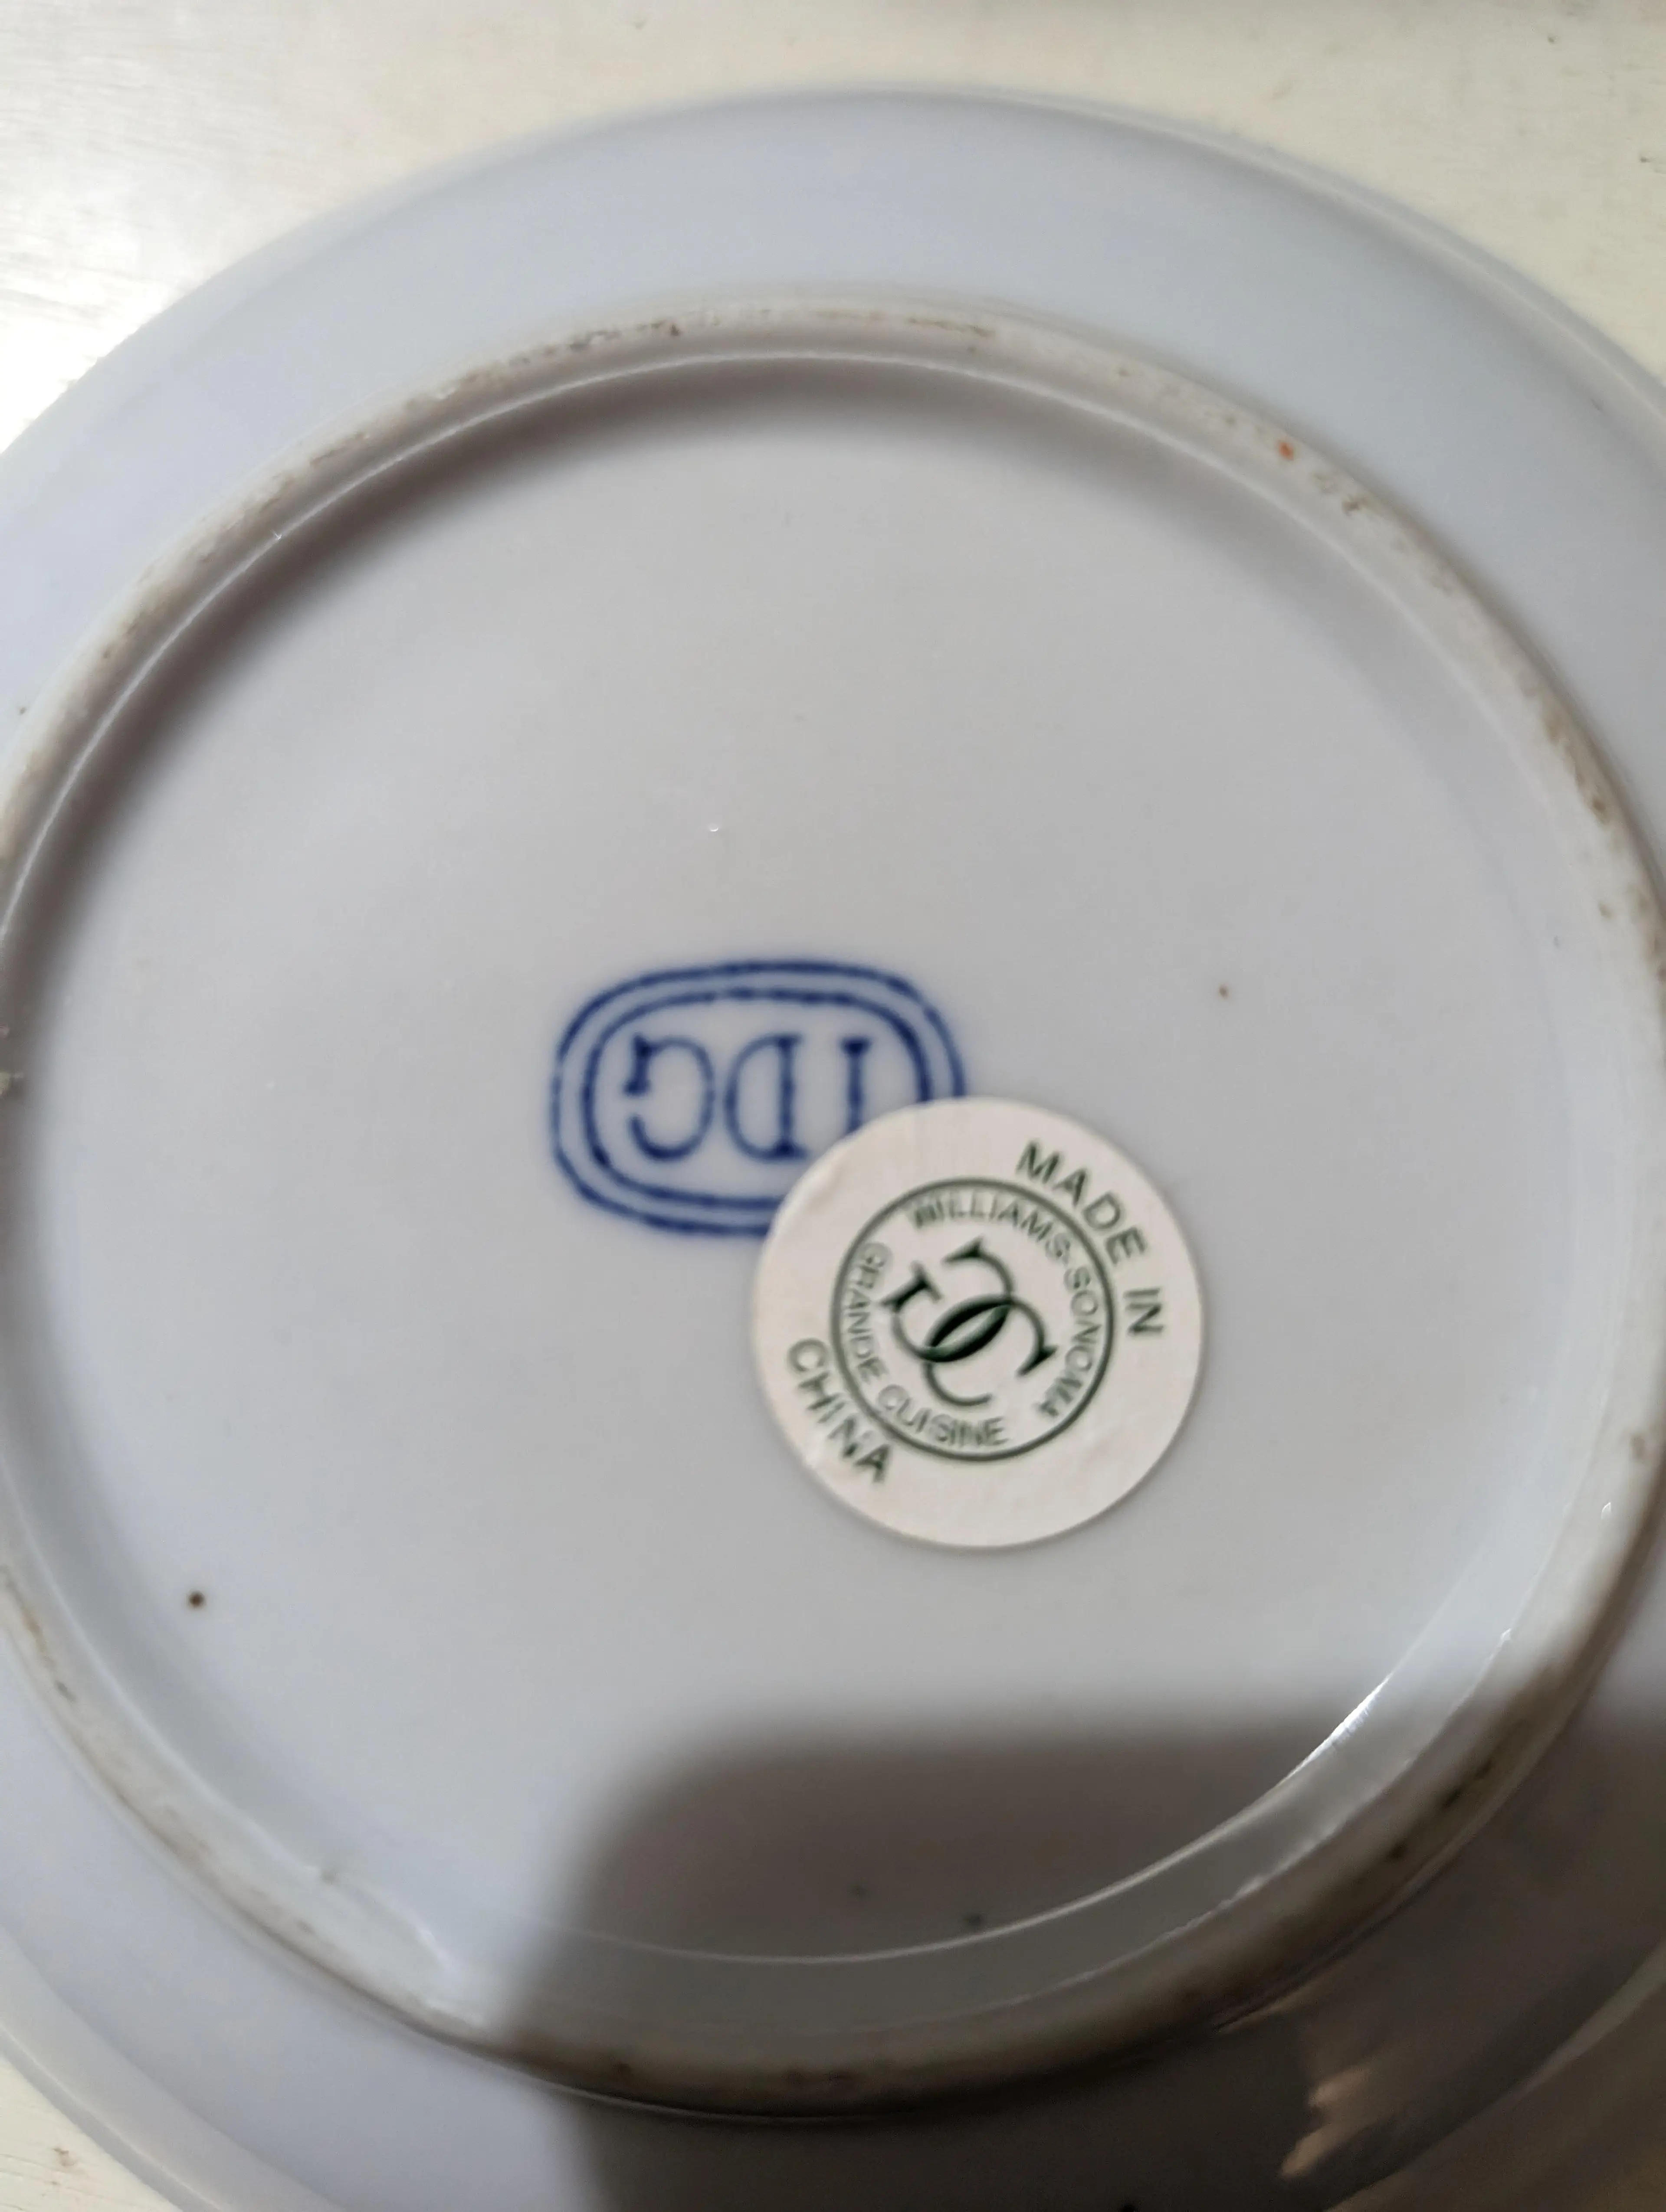 IDG
MADE IN
CHINA
WILLIAMS-SONOMA
GRANDE CUISINE
GC